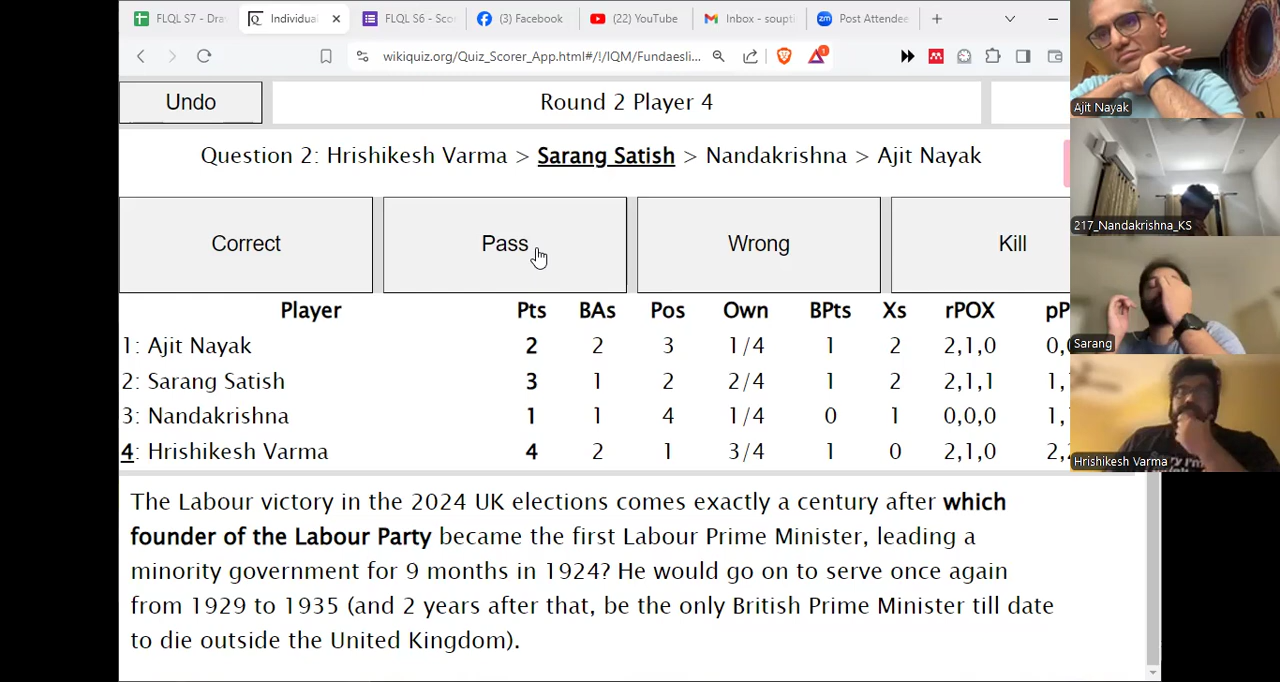 FLQL S7 - Dra
Individual
FLQL S6 - Sco
(3) Facebook
(22) YouTube
Inbox - soupti
Post Attendee
wikiquiz.org/Quiz_Scorer_App.html#/!/IQM/Fundaesli...
1
Undo
Round 2 Player 4
Question 2: Hrishikesh Varma > Sarang Satish > Nandakrishna > Ajit Nayak
Correct Pass Wrong Kill
Player Pts BAs Pos Own BPts Xs rPOX pP
1: Ajit Nayak 2 2 3 1/4 1 2 2,1,0 0,
2: Sarang Satish 3 1 2 2/4 1 2 2,1,1 1,
3: Nandakrishna 1 1 4 1/4 0 1 0,0,0 1,
4: Hrishikesh Varma 4 2 1 3/4 1 0 2,1,0 2,
The Labour victory in the 2024 UK elections comes exactly a century after which
founder of the Labour Party became the first Labour Prime Minister, leading a
minority government for 9 months in 1924? He would go on to serve once again
from 1929 to 1935 (and 2 years after that, be the only British Prime Minister till date
to die outside the United Kingdom).
Ajit Nayak
217_Nandakrishna_KS
Sarang
Hrishikesh Varma